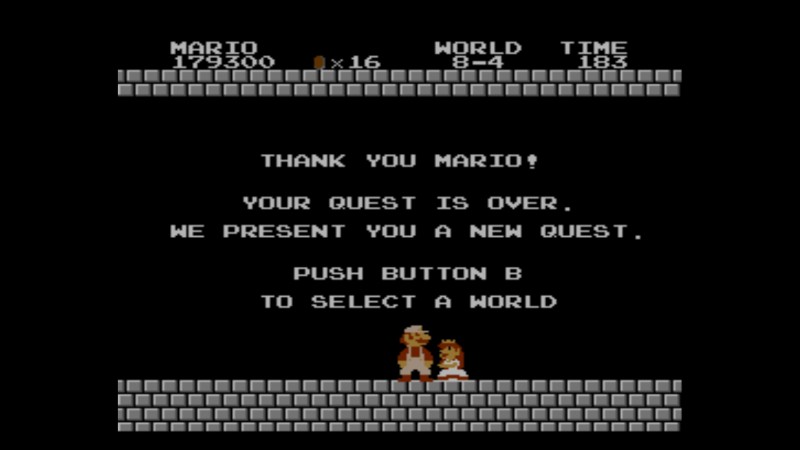 MARIO WORLD TIME
179300 ×16 8-4 183
THANK YOU MARIO!
YOUR QUEST IS OVER.
WE PRESENT YOU A NEW QUEST.
PUSH BUTTON B
TO SELECT A WORLD